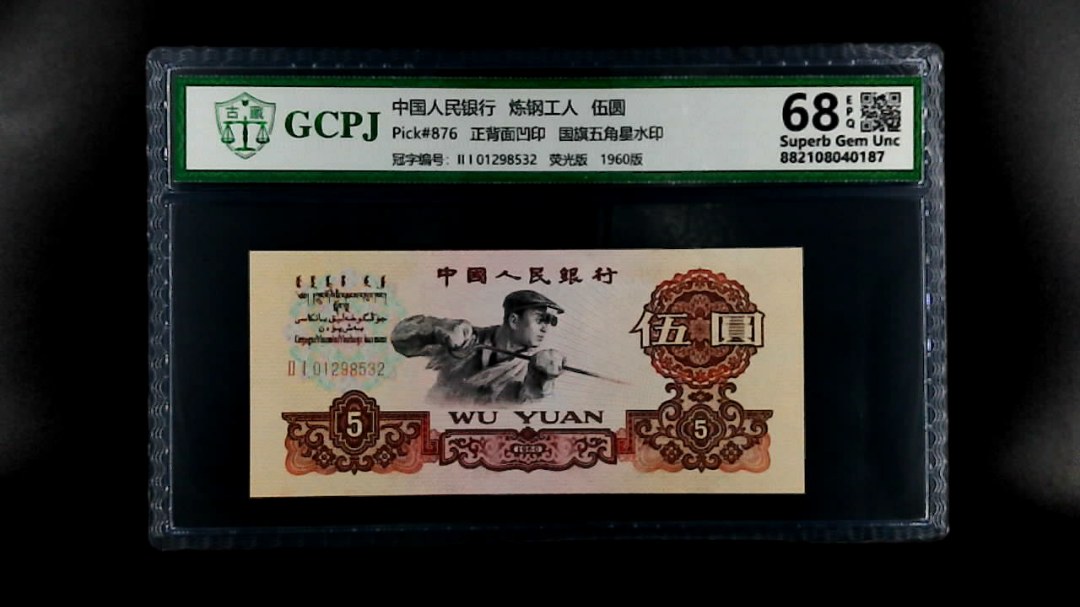 古 藏
GCPJ
中国人民银行 炼钢工人 伍圆
Pick#876 正背面凹印 国旗五角星水印
冠字编号: II I 01298532 荧光版 1960版
68 EPQ
Superb Gem Unc
882108040187
中國人民銀行
伍圓
II I 01298532
WU YUAN
5
1960
5